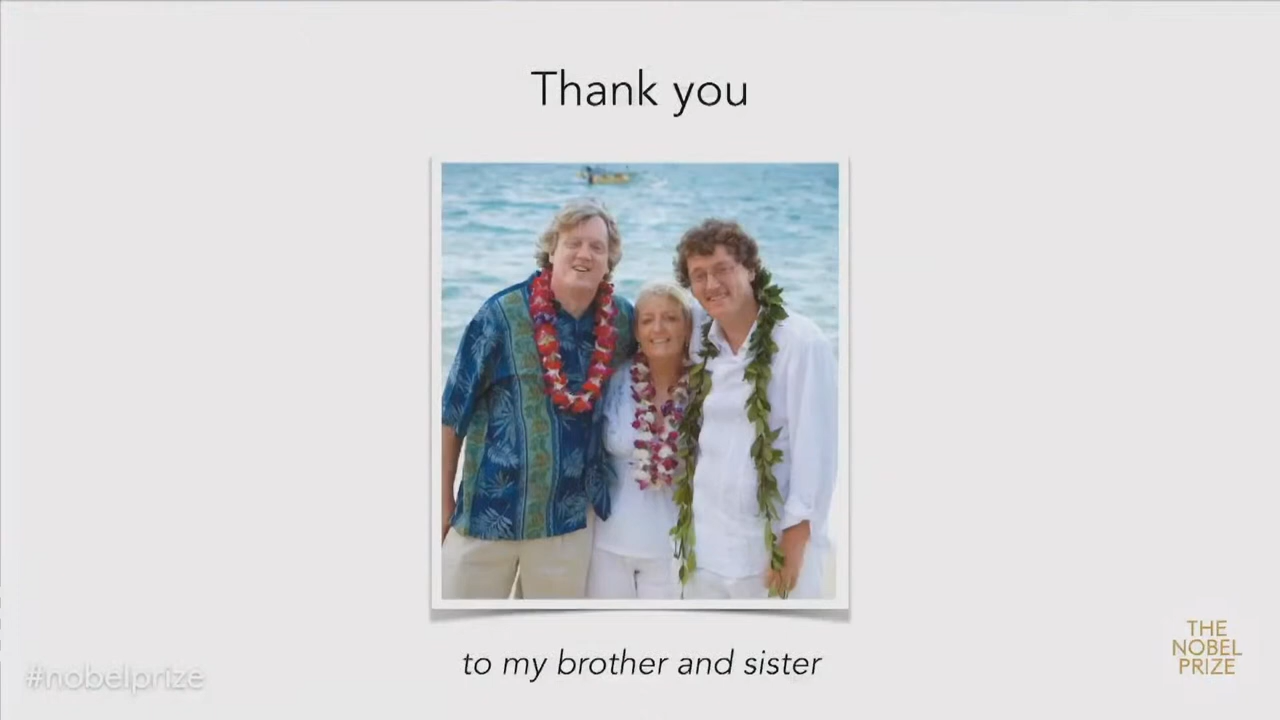 Thank you
to my brother and sister
#nobelprize
THE
NOBEL
PRIZE